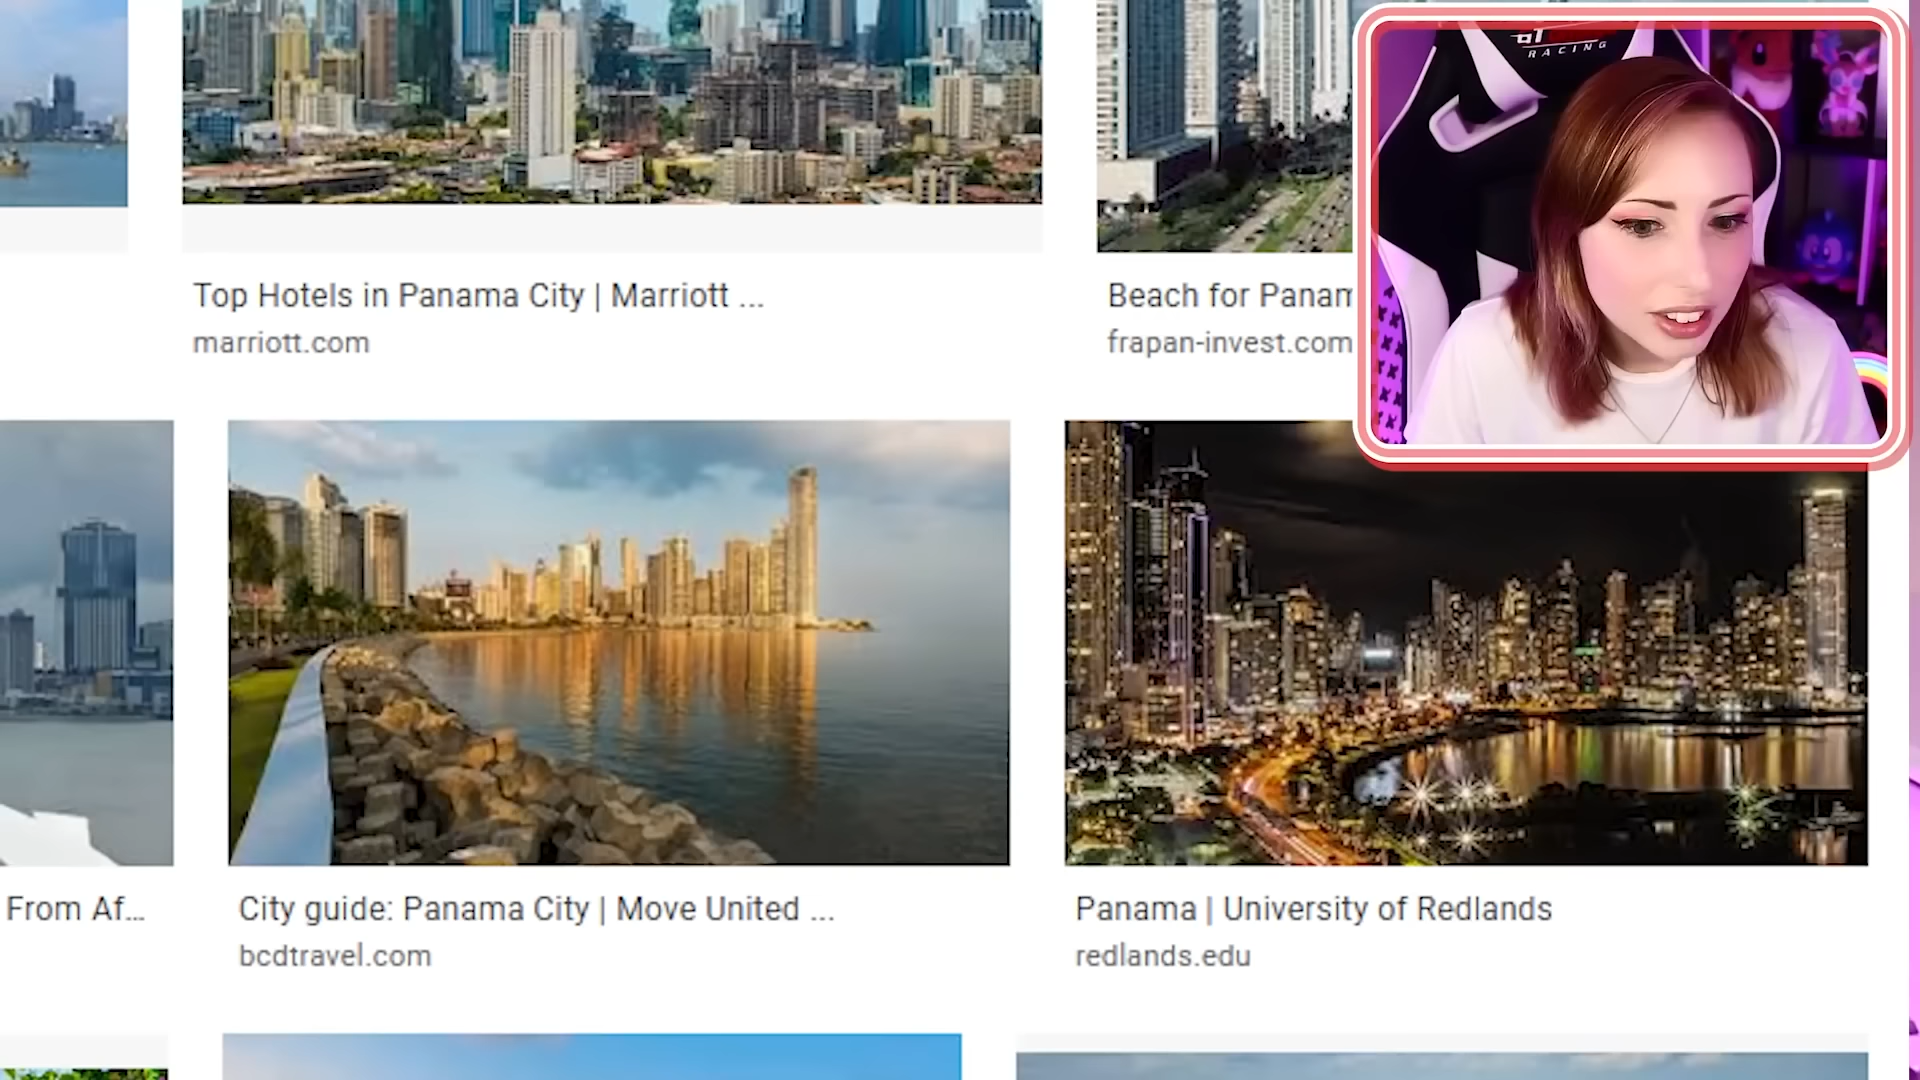 GT
RACING
Top Hotels in Panama City | Marriott ...
marriott.com
Beach for Panam
frapan-invest.com
From Af...
City guide: Panama City | Move United ...
bcdtravel.com
Panama | University of Redlands
redlands.edu